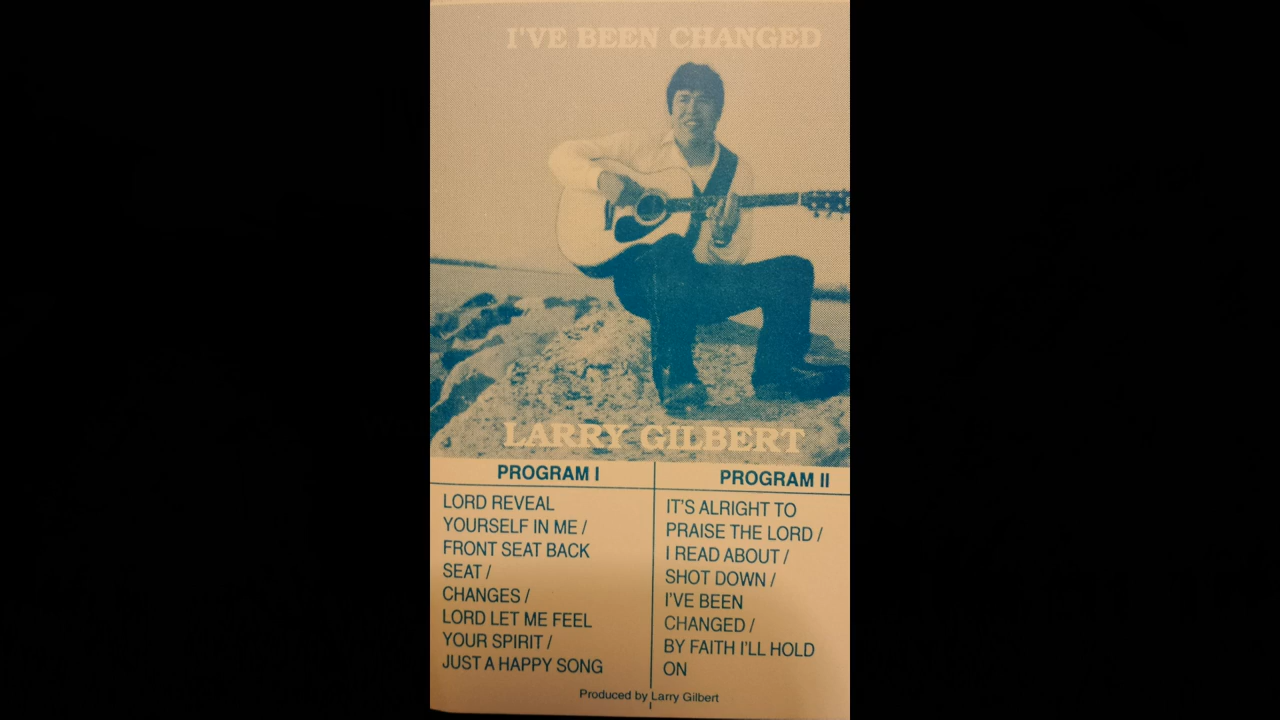 I'VE BEEN CHANGED
LARRY GILBERT
PROGRAM I
LORD REVEAL
YOURSELF IN ME /
FRONT SEAT BACK
SEAT /
CHANGES /
LORD LET ME FEEL
YOUR SPIRIT /
JUST A HAPPY SONG
PROGRAM II
IT'S ALRIGHT TO
PRAISE THE LORD /
I READ ABOUT /
SHOT DOWN /
I'VE BEEN
CHANGED /
BY FAITH I'LL HOLD
ON
Produced by Larry Gilbert